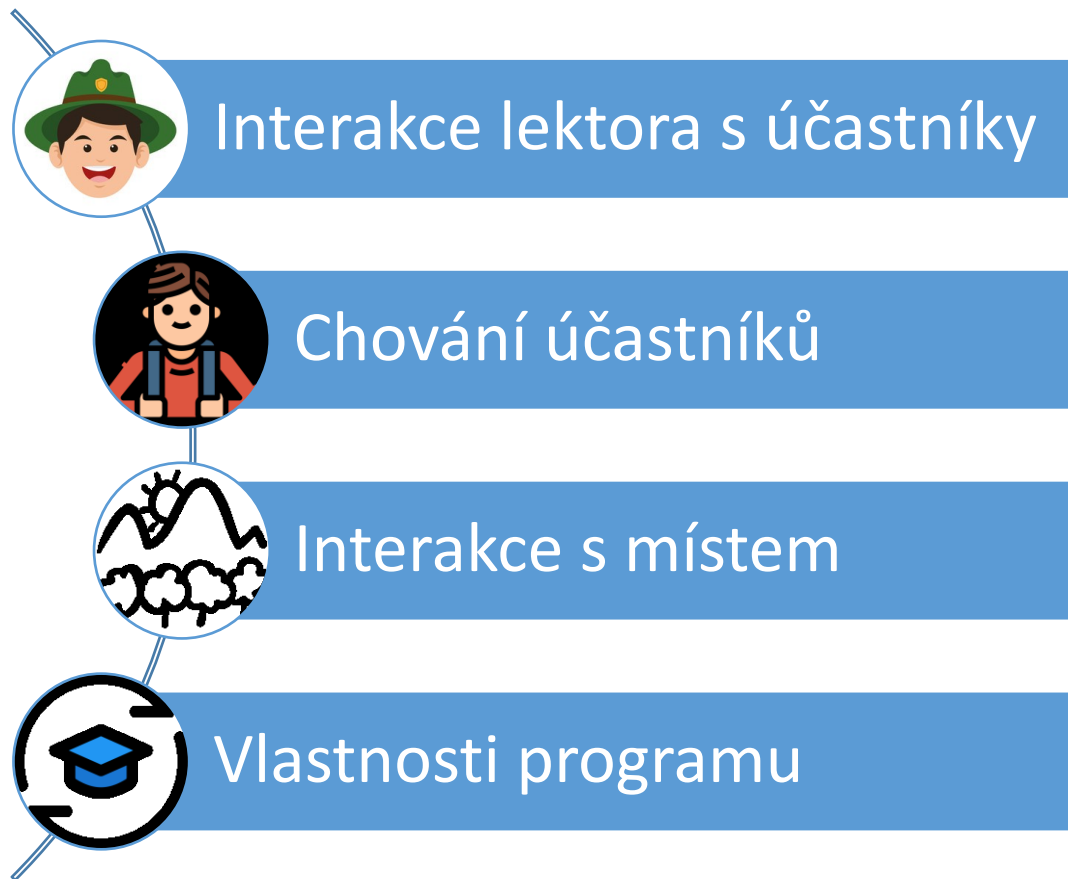 Interakce lektora s účastníky
Chování účastníků
Interakce s místem
Vlastnosti programu